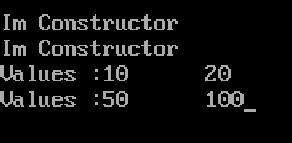 Im Constructor
Im Constructor
Values :10 20
Values :50 100_